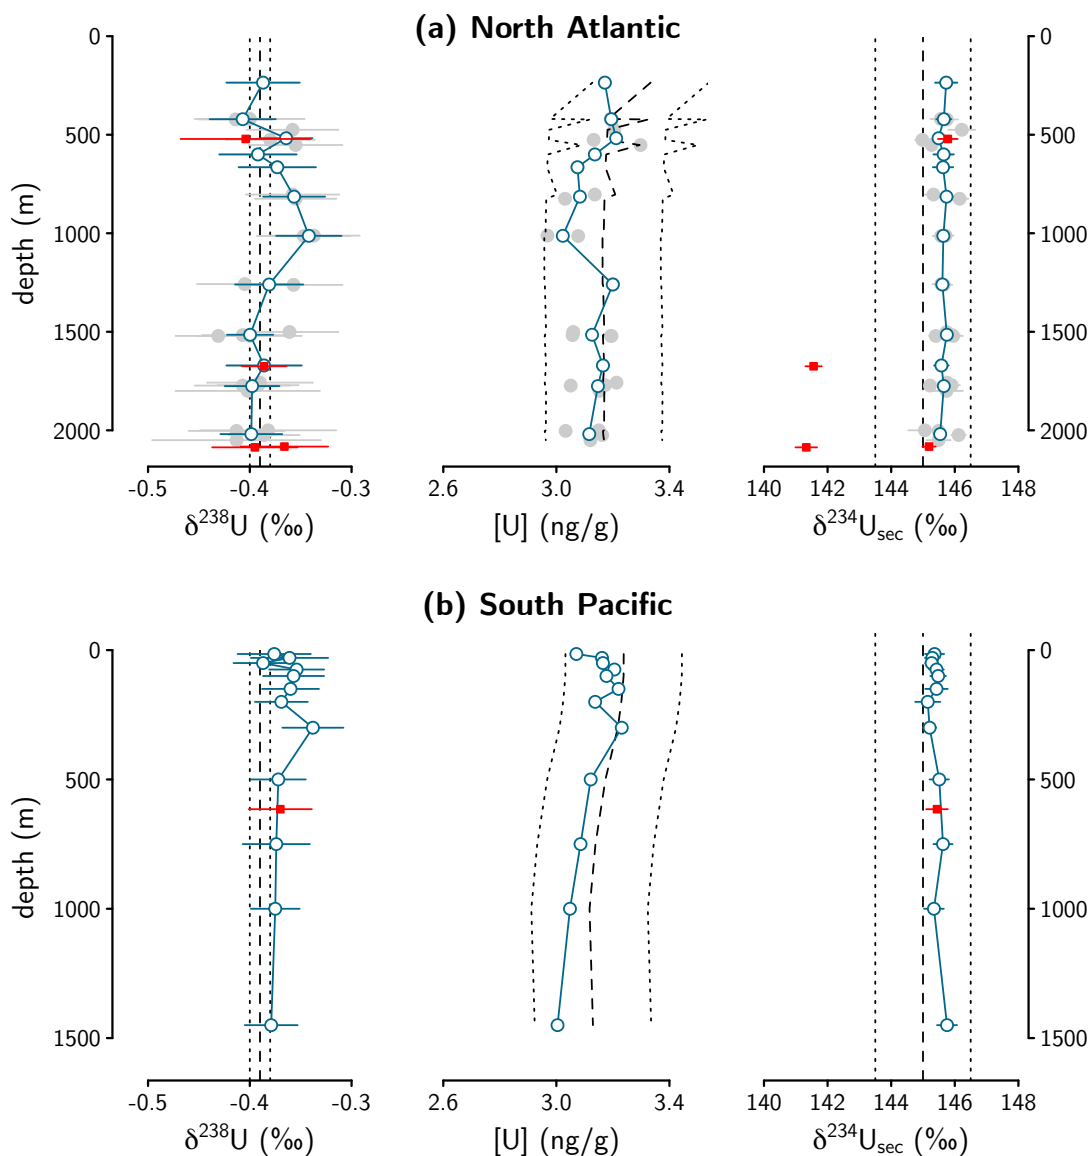 (a) North Atlantic
0
500
1000
1500
2000
depth (m)
0
500
1000
1500
2000
-0.5 -0.4 -0.3
2.6 3.0 3.4
140 142 144 146 148
δ²³⁸U (‰)
[U] (ng/g)
δ²³⁴Usec (‰)
(b) South Pacific
0
500
1000
1500
depth (m)
0
500
1000
1500
-0.5 -0.4 -0.3
2.6 3.0 3.4
140 142 144 146 148
δ²³⁸U (‰)
[U] (ng/g)
δ²³⁴Usec (‰)